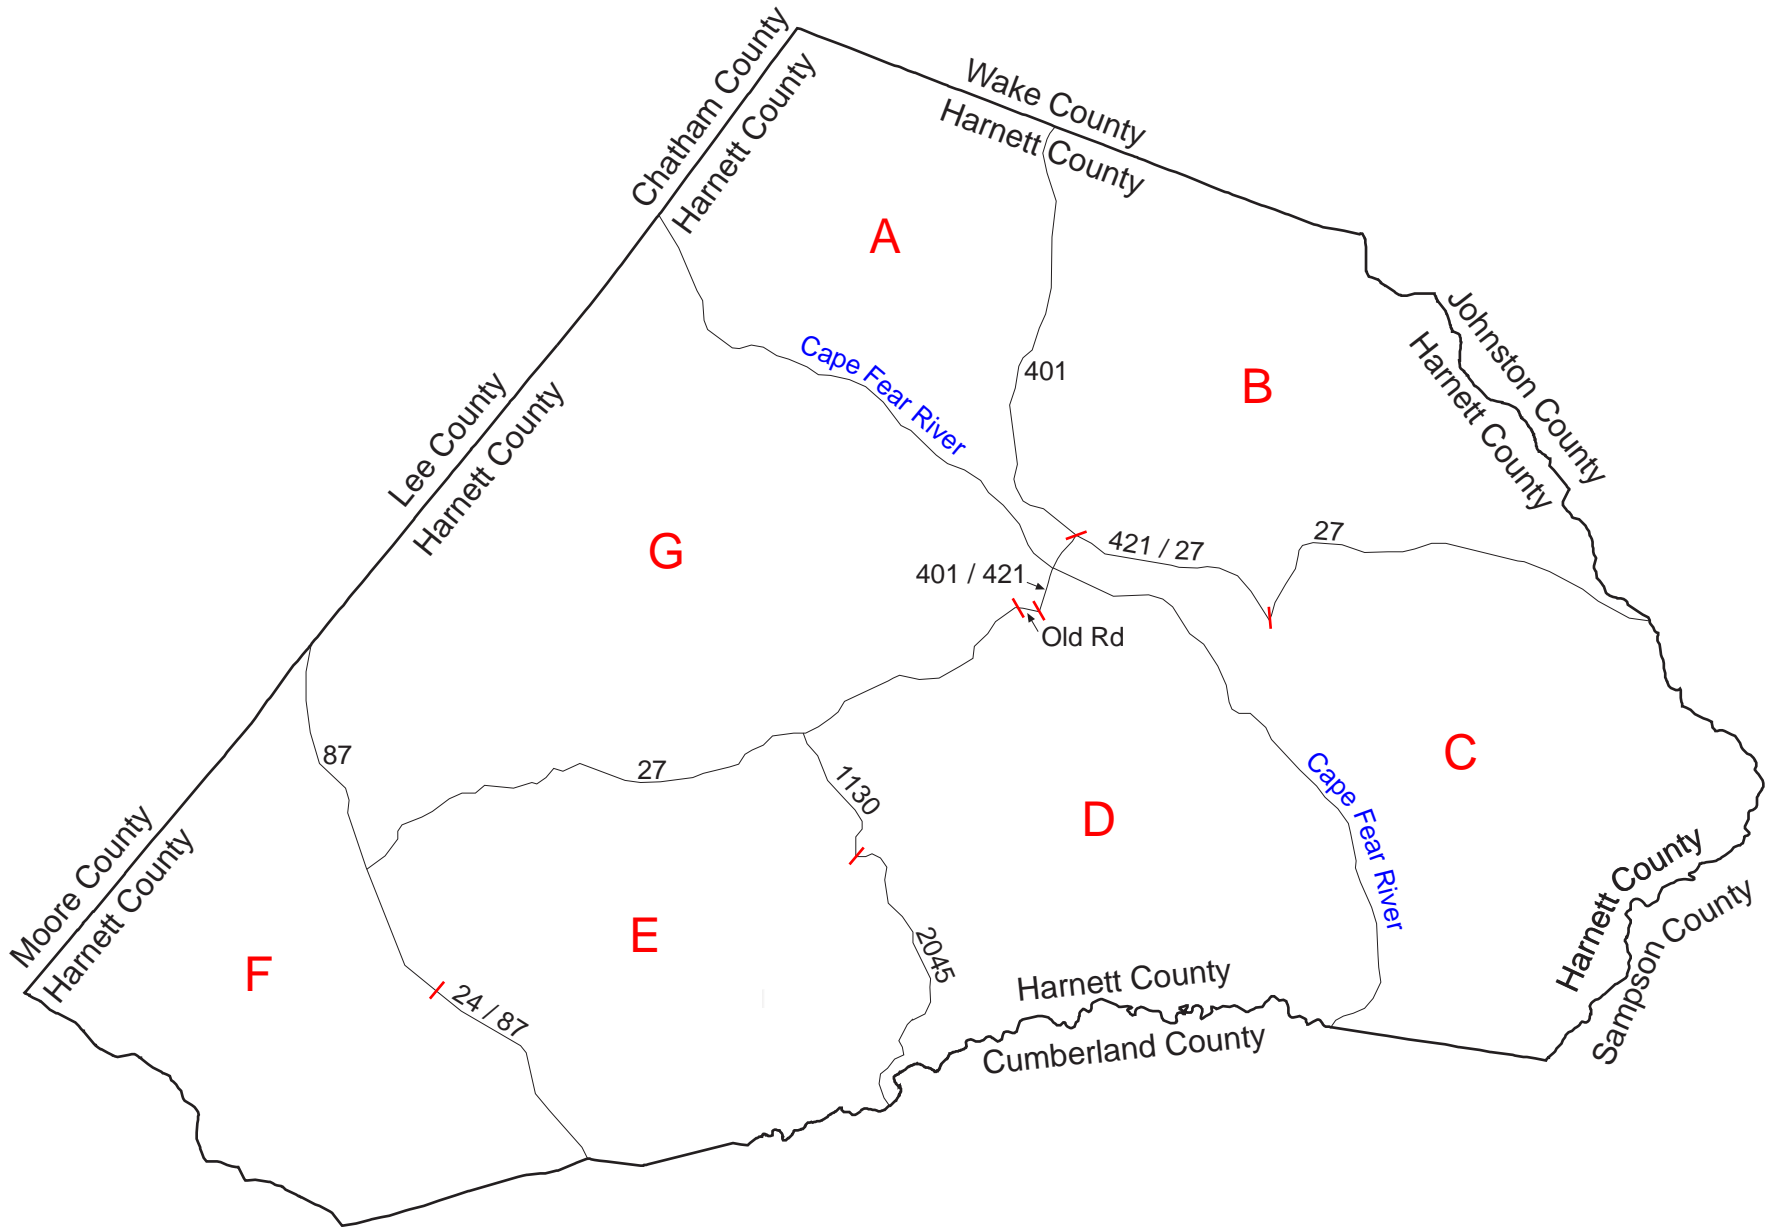 Chatham County
Harnett County
Wake County
Harnett County
A
Johnston County
Harnett County
Cape Fear River
401
B
Lee County
Harnett County
G
421 / 27
27
401 / 421
Old Rd
87
27
1130
C
Cape Fear River
D
Moore County
Harnett County
F
E
2045
24 / 87
Harnett County
Cumberland County
Harnett County
Sampson County